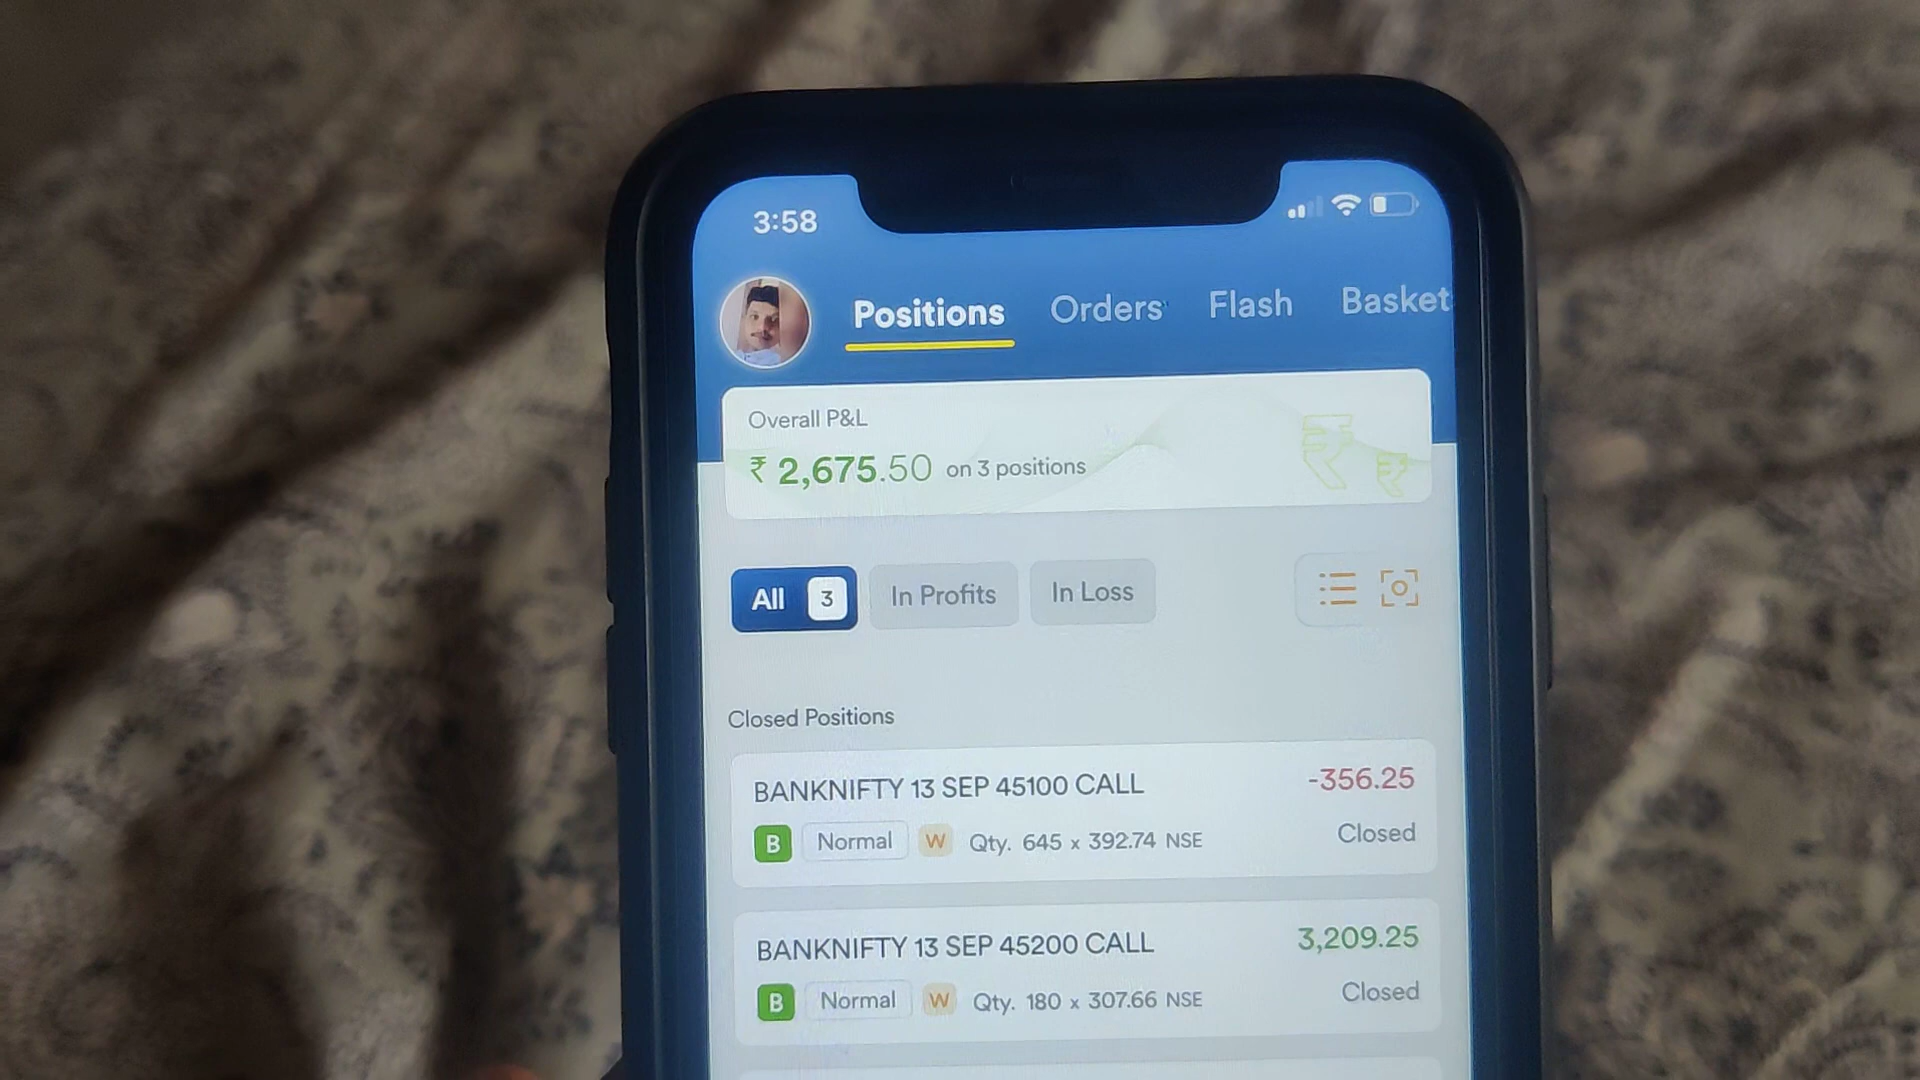 3:58
Positions Orders Flash Basket
Overall P&L
₹ 2,675.50 on 3 positions
All 3 In Profits In Loss
Closed Positions
BANKNIFTY 13 SEP 45100 CALL -356.25
B Normal W Qty. 645 x 392.74 NSE Closed
BANKNIFTY 13 SEP 45200 CALL 3,209.25
B Normal W Qty. 180 x 307.66 NSE Closed